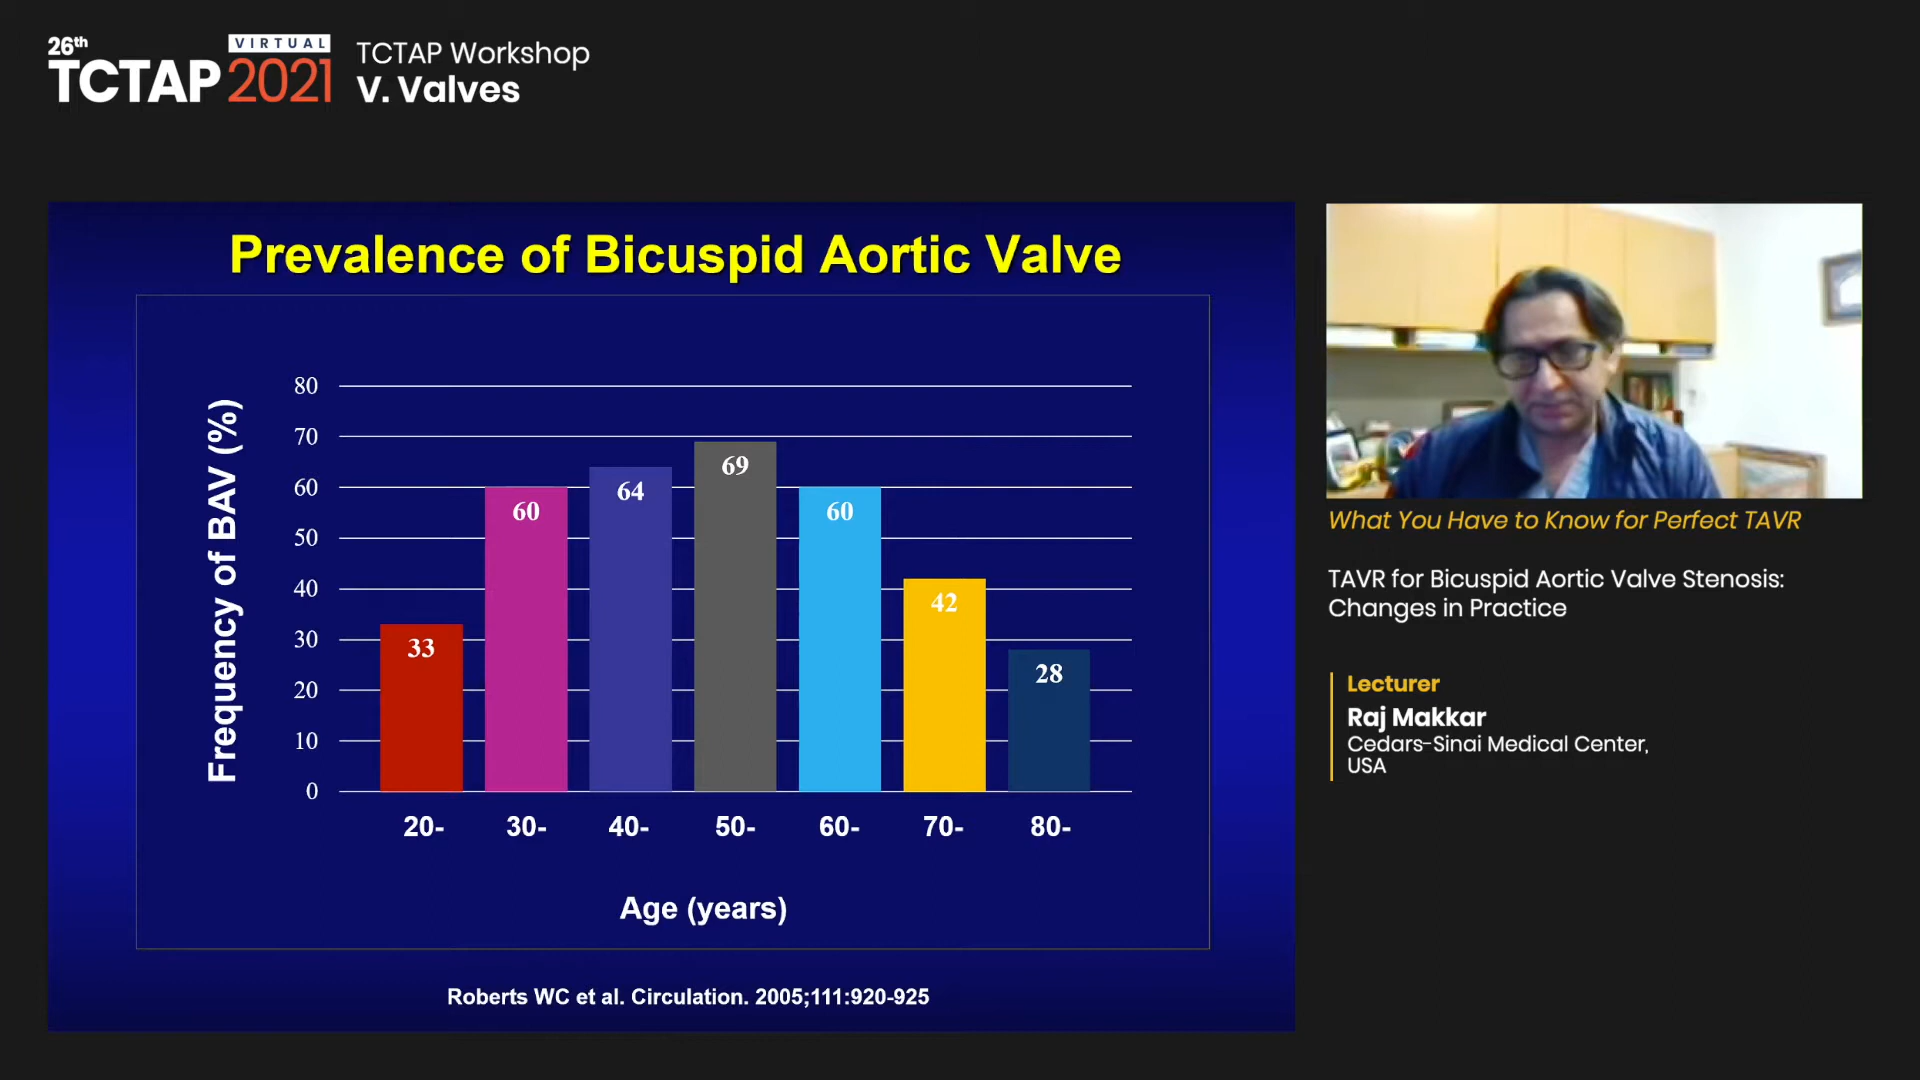 26th
VIRTUAL
TCTAP 2021
TCTAP Workshop
V. Valves
Prevalence of Bicuspid Aortic Valve
Frequency of BAV (%)
80
70
60
50
40
30
20
10
0
33
60
64
69
60
42
28
20-
30-
40-
50-
60-
70-
80-
Age (years)
Roberts WC et al. Circulation. 2005;111:920-925
What You Have to Know for Perfect TAVR
TAVR for Bicuspid Aortic Valve Stenosis:
Changes in Practice
Lecturer
Raj Makkar
Cedars-Sinai Medical Center,
USA